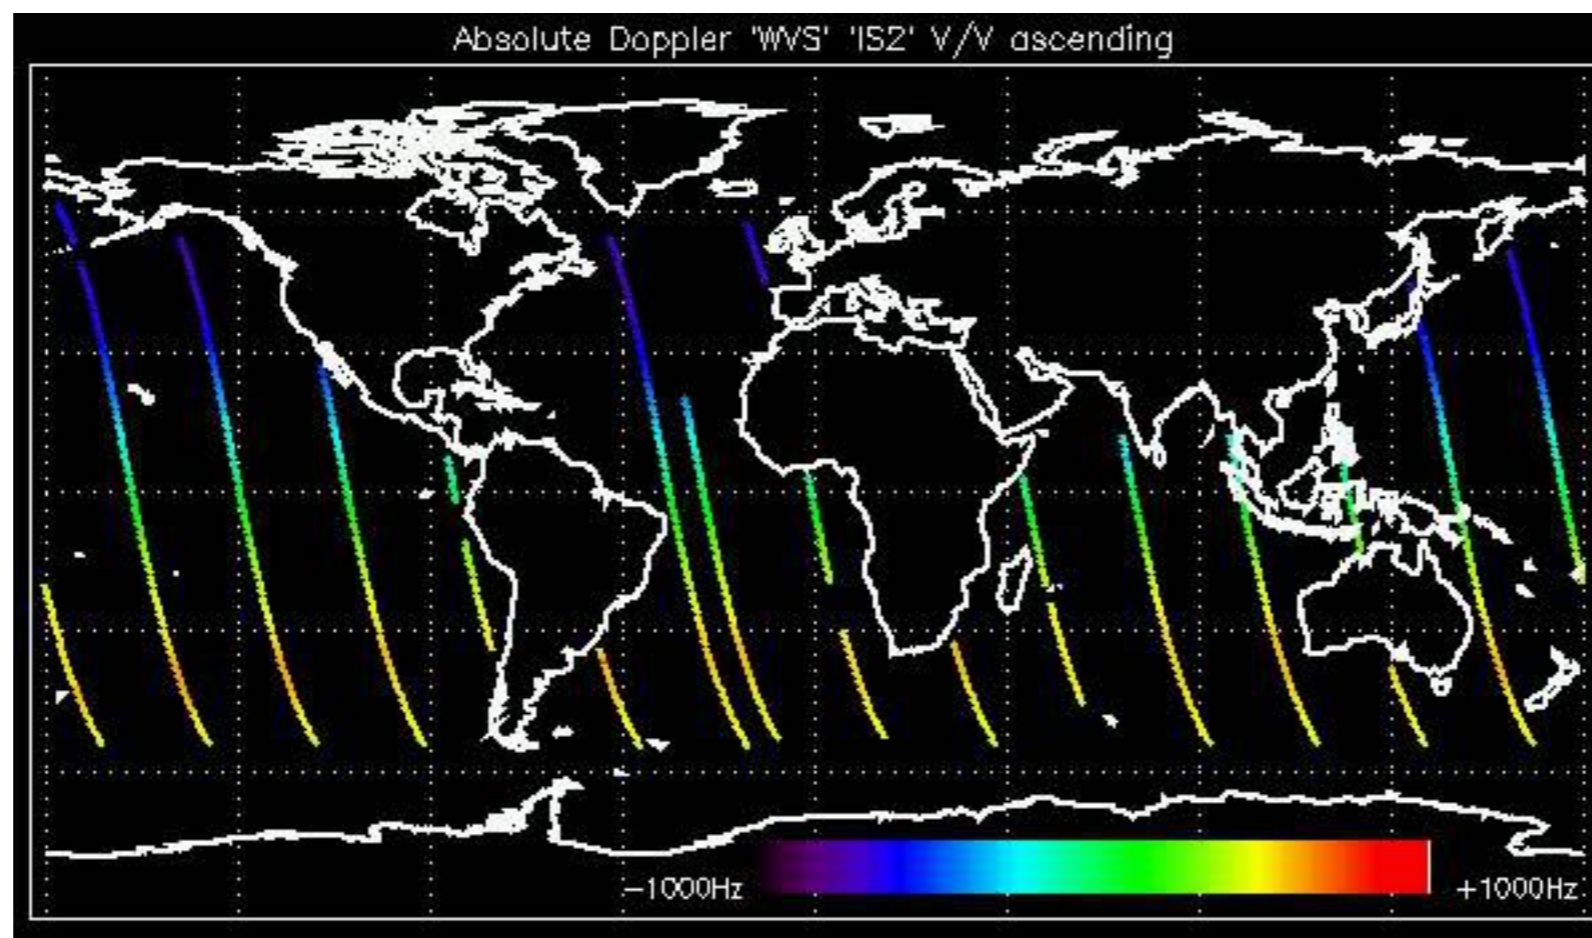 Absolute Doppler 'WVS' 'IS2' V/V ascending
−1000Hz
+1000Hz